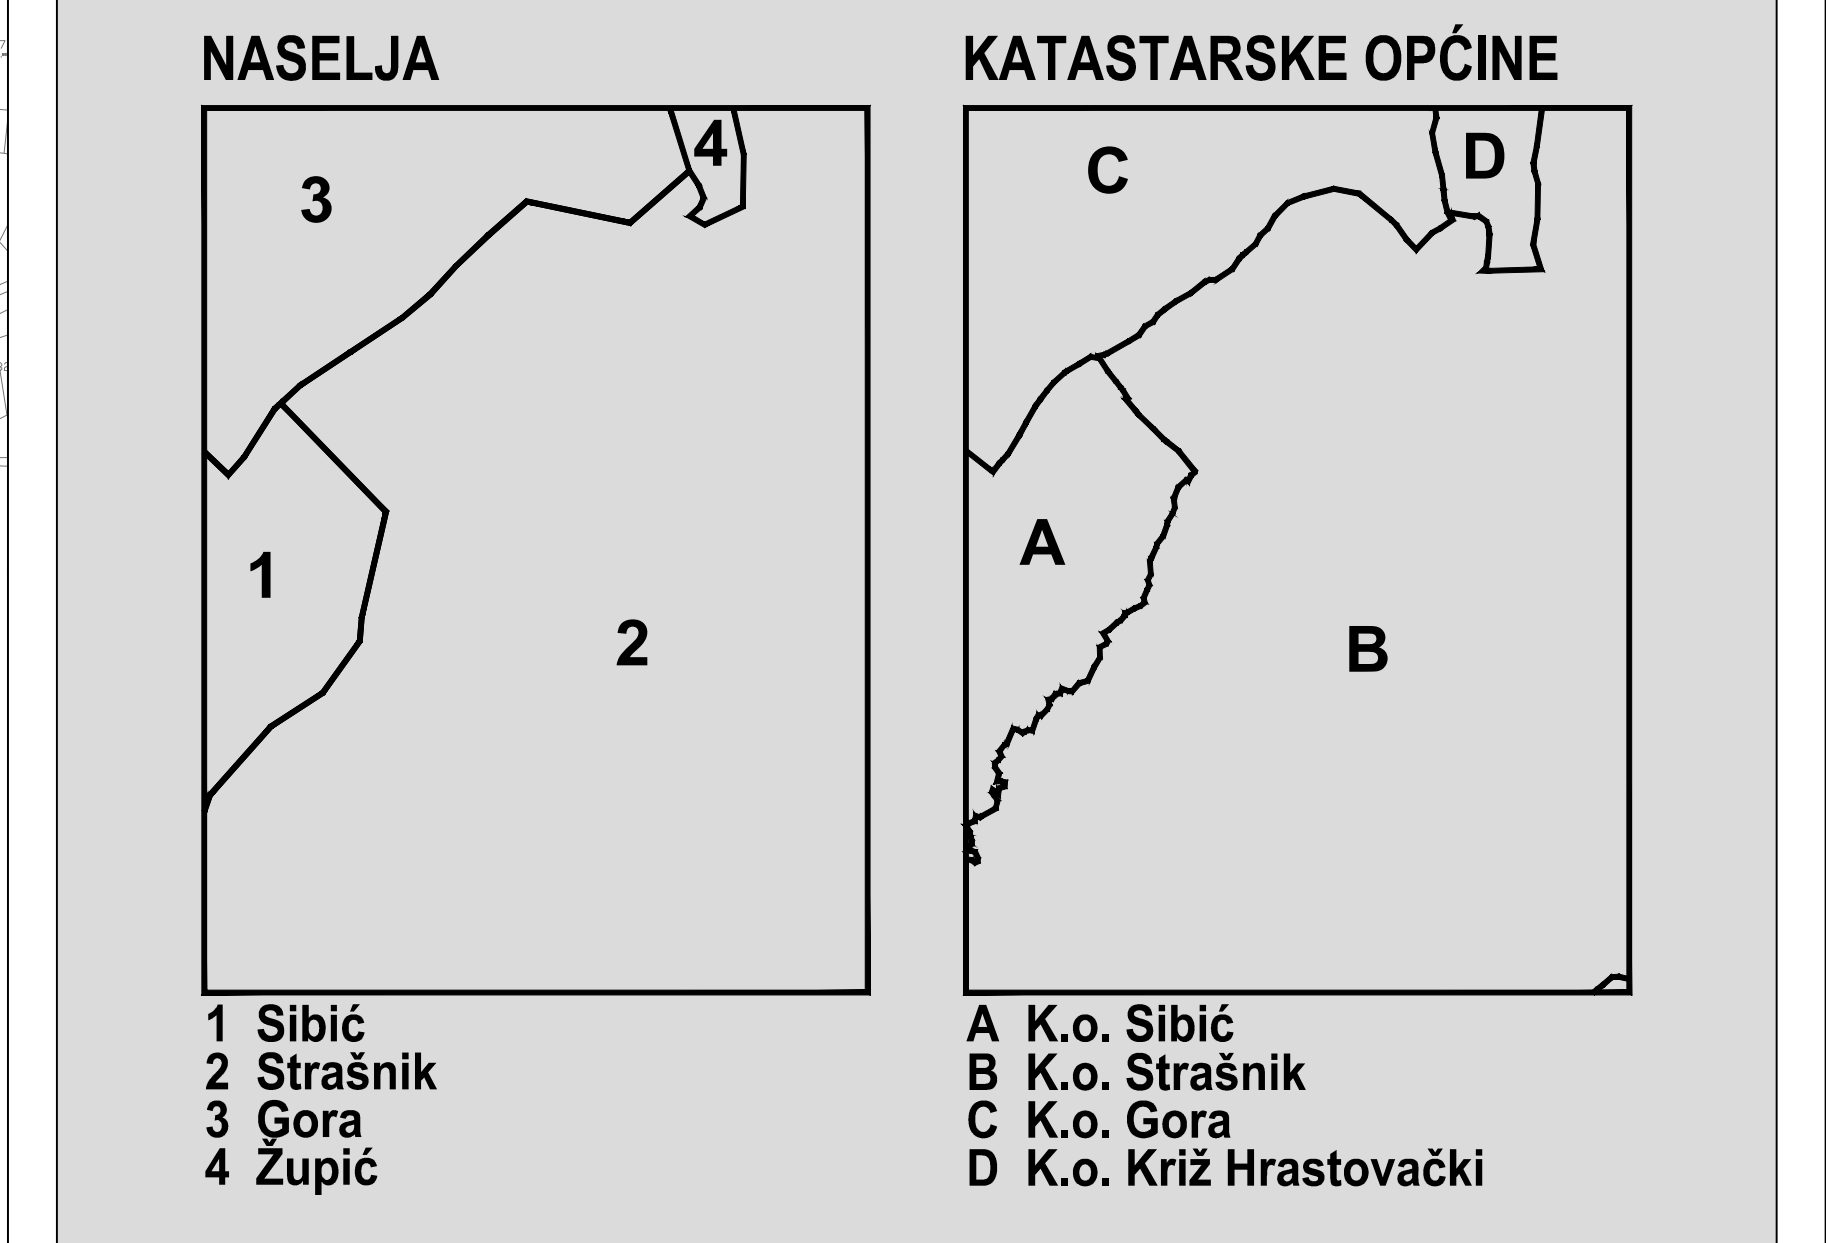 NASELJA
3
4
1
2
1 Sibić
2 Strašnik
3 Gora
4 Župić
KATASTARSKE OPĆINE
C
D
A
B
A K.o. Sibić
B K.o. Strašnik
C K.o. Gora
D K.o. Križ Hrastovački